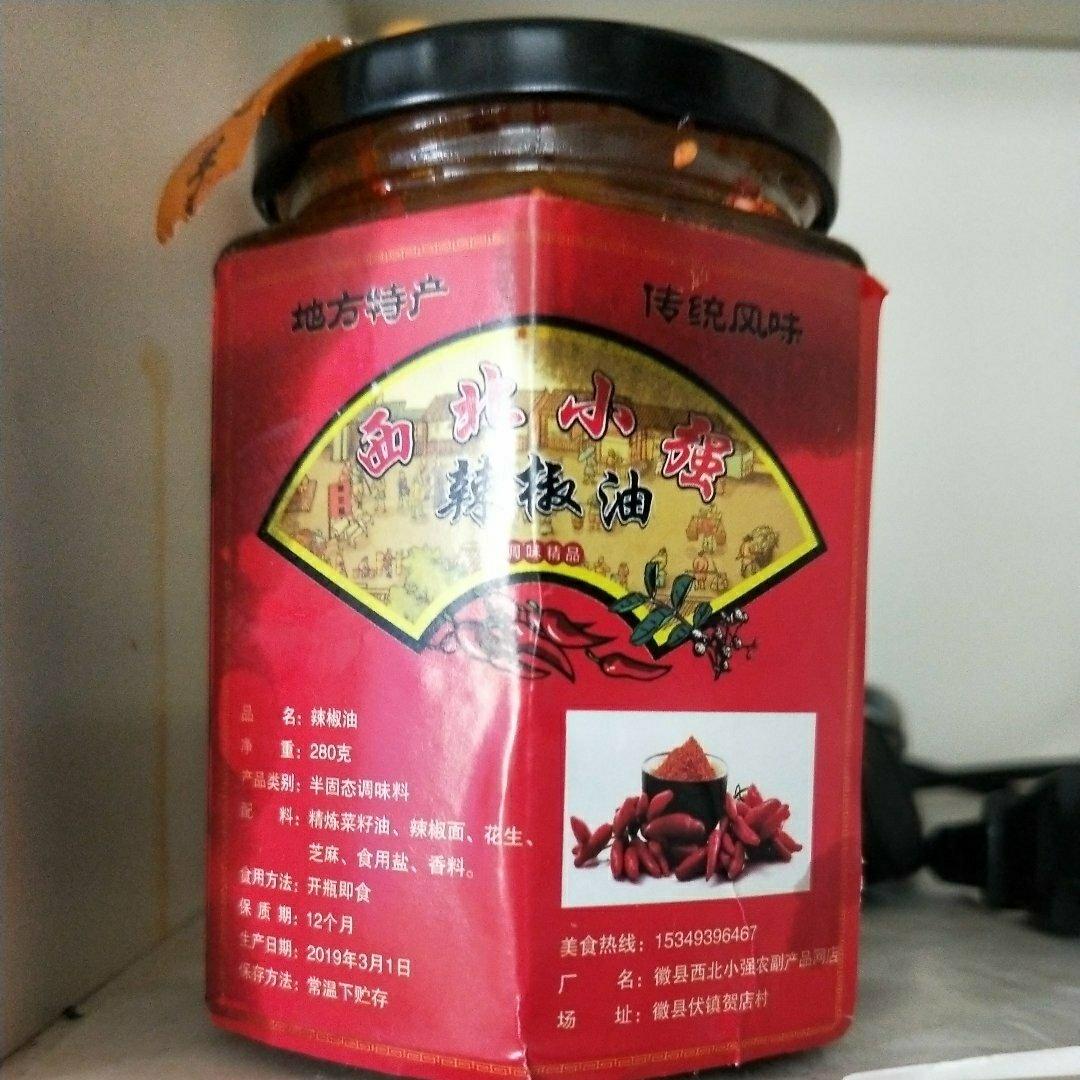 地方特产
传统风味
西北小强
辣椒油
调味精品
品 名：辣椒油
净 重：280克
产品类别：半固态调味料
配 料：精炼菜籽油、辣椒面、花生、
芝麻、食用盐、香料。
食用方法：开瓶即食
保 质 期：12个月
生产日期：2019年3月1日
保存方法：常温下贮存
美食热线：15349396467
厂 名：徽县西北小强农副产品网店
场 址：徽县伏镇贺店村